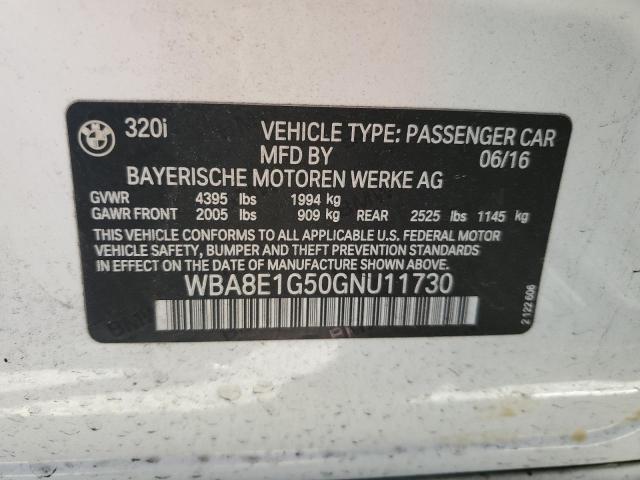 BMW 320i VEHICLE TYPE: PASSENGER CAR
MFD BY 06/16
BAYERISCHE MOTOREN WERKE AG
GVWR 4395 lbs 1994 kg
GAWR FRONT 2005 lbs 909 kg REAR 2525 lbs 1145 kg
THIS VEHICLE CONFORMS TO ALL APPLICABLE U.S. FEDERAL MOTOR
VEHICLE SAFETY, BUMPER AND THEFT PREVENTION STANDARDS
IN EFFECT ON THE DATE OF MANUFACTURE SHOWN ABOVE.
WBA8E1G50GNU11730
2 122 606